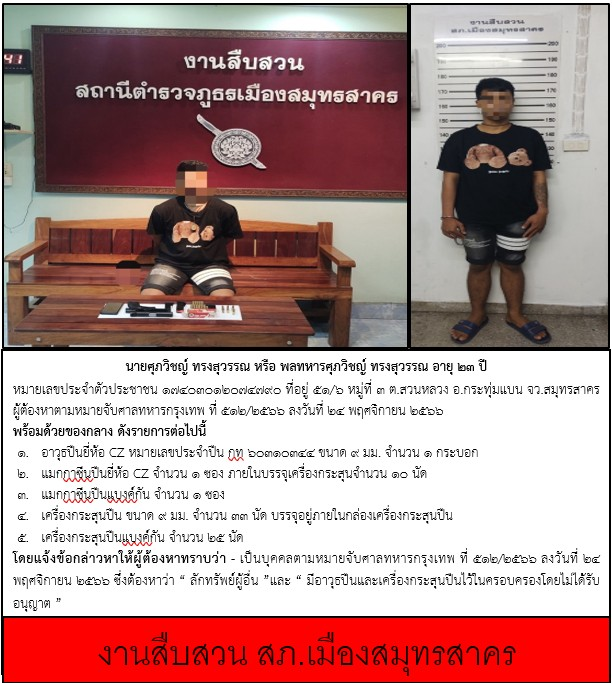 41
งานสืบสวน
สถานีตำรวจภูธรเมืองสมุทรสาคร
งานสืบสวน
สภ.เมืองสมุทรสาคร
200 200
190
180
170 170
160 160
150 150
140 140
130
นายศุภวิชญ์ ทรงสุวรรณ หรือ พลทหารศุภวิชญ์ ทรงสุวรรณ อายุ ๒๓ ปี
หมายเลขประจำตัวประชาชน ๑๗๔๐๓๐๑๒๐๗๔๗๙๐ ที่อยู่ ๕๑/๖ หมู่ที่ ๓ ต.สวนหลวง อ.กระทุ่มแบน จว.สมุทรสาคร
ผู้ต้องหาตามหมายจับศาลทหารกรุงเทพ ที่ ๕๑๒/๒๕๖๖ ลงวันที่ ๒๔ พฤศจิกายน ๒๕๖๖
พร้อมด้วยของกลาง ดังรายการต่อไปนี้
๑. อาวุธปืนยี่ห้อ CZ หมายเลขประจำปืน กท ๖๐๓๑๐๓๔๔ ขนาด ๙ มม. จำนวน ๑ กระบอก
๒. แมกกาซีนปืนยี่ห้อ CZ จำนวน ๑ ซอง ภายในบรรจุเครื่องกระสุนจำนวน ๑๐ นัด
๓. แมกกาซีนปืนแบงค์กัน จำนวน ๑ ซอง
๔. เครื่องกระสุนปืน ขนาด ๙ มม. จำนวน ๓๓ นัด บรรจุอยู่ภายในกล่องเครื่องกระสุนปืน
๕. เครื่องกระสุนปืนแบงค์กัน จำนวน ๒๕ นัด
โดยแจ้งข้อกล่าวหาให้ผู้ต้องหาทราบว่า - เป็นบุคคลตามหมายจับศาลทหารกรุงเทพ ที่ ๕๑๒/๒๕๖๖ ลงวันที่ ๒๔
พฤศจิกายน ๒๕๖๖ ซึ่งต้องหาว่า “ ลักทรัพย์ผู้อื่น ”และ “ มีอาวุธปืนและเครื่องกระสุนปืนไว้ในครอบครองโดยไม่ได้รับ
อนุญาต ”
งานสืบสวน สภ.เมืองสมุทรสาคร